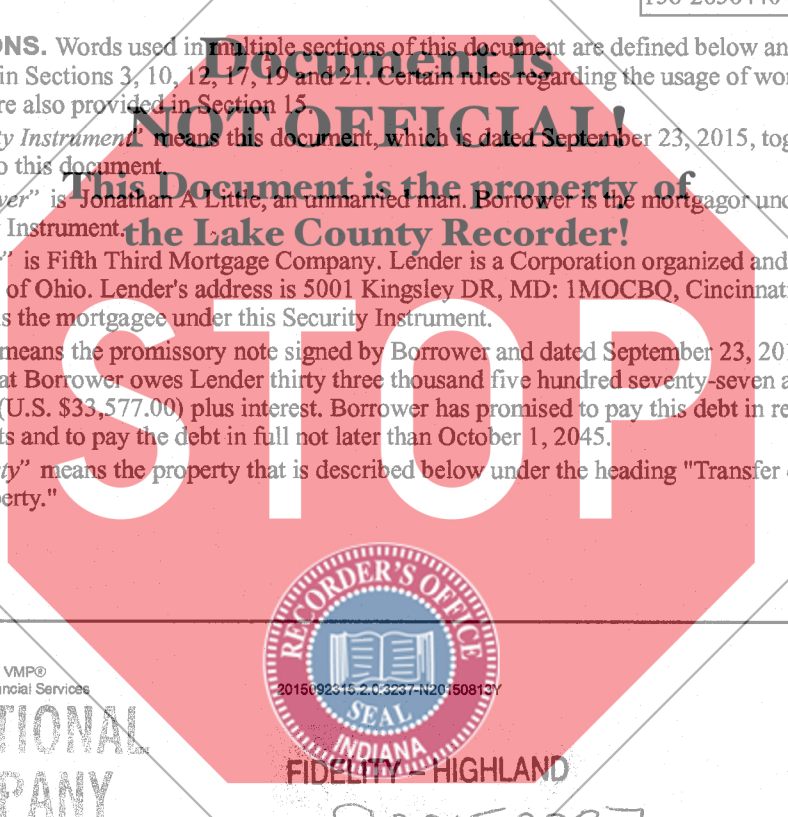 ONS. Words used in multiple sections of this document are defined below an
in Sections 3, 10, 12, 17, 19 and 21. Certain rules regarding the usage of wor
re also provided in Section 15.
Document is
NOT OFFICIAL!
This Document is the property of
the Lake County Recorder!
y Instrument" means this document, which is dated September 23, 2015, tog
o this document.
wer" is Jonathan A Little, an unmarried man. Borrower is the mortgagor und
Instrument.
" is Fifth Third Mortgage Company. Lender is a Corporation organized and
of Ohio. Lender's address is 5001 Kingsley DR, MD: 1MOCBQ, Cincinnati
s the mortgagee under this Security Instrument.
means the promissory note signed by Borrower and dated September 23, 201
at Borrower owes Lender thirty three thousand five hundred seventy-seven a
(U.S. $33,577.00) plus interest. Borrower has promised to pay this debt in re
ts and to pay the debt in full not later than October 1, 2045.
ty" means the property that is described below under the heading "Transfer
perty."
STOP
RECORDER'S OFFICE
SEAL
INDIANA
VMP®
ncial Services
2015092315.2.0.3237-N20150813Y
TIONAL
PANY
FIDELITY – HIGHLAND